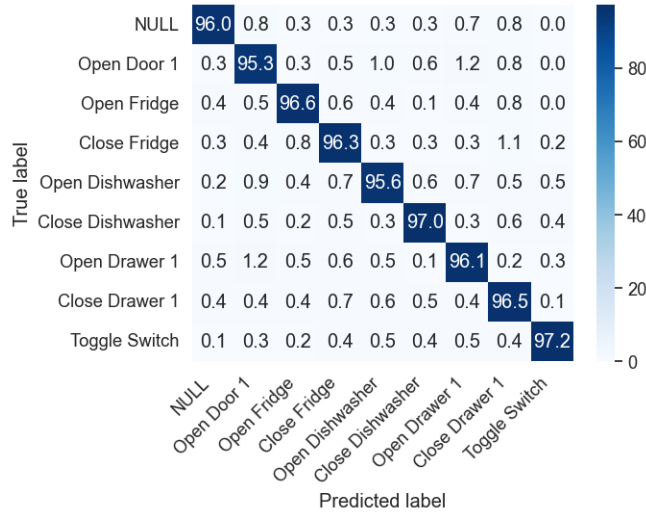 NULL 96.0 0.8 0.3 0.3 0.3 0.3 0.7 0.8 0.0
Open Door 1 0.3 95.3 0.3 0.5 1.0 0.6 1.2 0.8 0.0
Open Fridge 0.4 0.5 96.6 0.6 0.4 0.1 0.4 0.8 0.0
Close Fridge 0.3 0.4 0.8 96.3 0.3 0.3 0.3 1.1 0.2
Open Dishwasher 0.2 0.9 0.4 0.7 95.6 0.6 0.7 0.5 0.5
Close Dishwasher 0.1 0.5 0.2 0.5 0.3 97.0 0.3 0.6 0.4
Open Drawer 1 0.5 1.2 0.5 0.6 0.5 0.1 96.1 0.2 0.3
Close Drawer 1 0.4 0.4 0.4 0.7 0.6 0.5 0.4 96.5 0.1
Toggle Switch 0.1 0.3 0.2 0.4 0.5 0.4 0.5 0.4 97.2
True label
NULL
Open Door 1
Open Fridge
Close Fridge
Open Dishwasher
Close Dishwasher
Open Drawer 1
Close Drawer 1
Toggle Switch
Predicted label
80
60
40
20
0